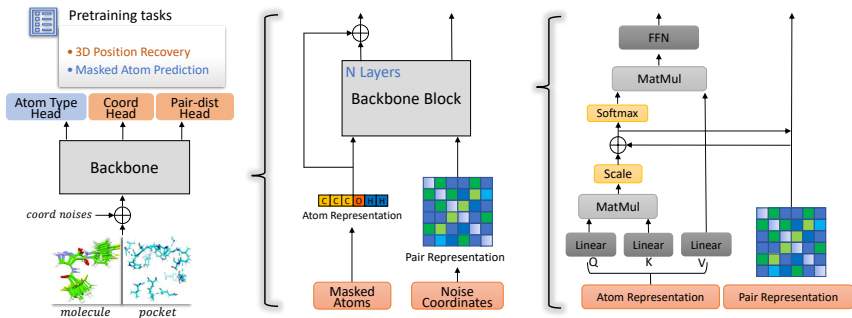 Pretraining tasks
• 3D Position Recovery
• Masked Atom Prediction
Atom Type
Head
Coord
Head
Pair-dist
Head
Backbone
coord noises
molecule
pocket
N Layers
Backbone Block
C C C O H H
Atom Representation
Pair Representation
Masked
Atoms
Noise
Coordinates
FFN
MatMul
Softmax
Scale
MatMul
Linear
Linear
Linear
Q
K
V
Atom Representation
Pair Representation